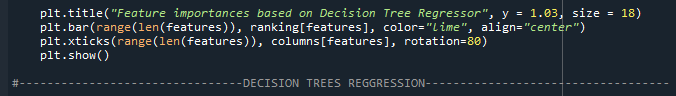 plt.title("Feature importances based on Decision Tree Regressor", y = 1.03, size = 18)
plt.bar(range(len(features)), ranking[features], color="lime", align="center")
plt.xticks(range(len(features)), columns[features], rotation=80)
plt.show()
#--------------------------------DECISION TREES REGGRESSION-----------------------------------